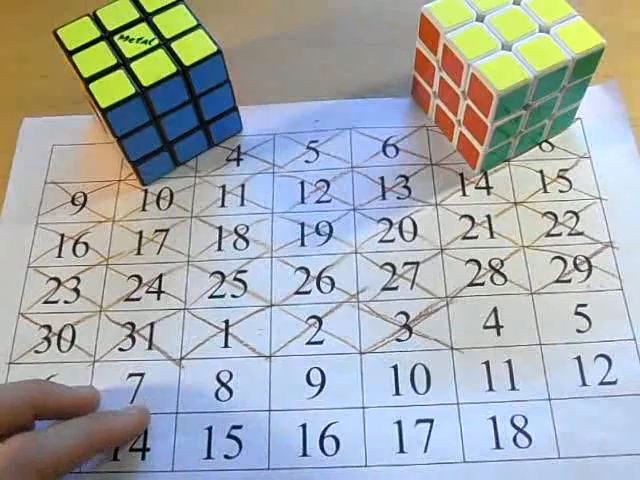 Metal
4 5 6 8
9 10 11 12 13 14 15
16 17 18 19 20 21 22
23 24 25 26 27 28 29
30 31 1 2 3 4 5
7 8 9 10 11 12
14 15 16 17 18